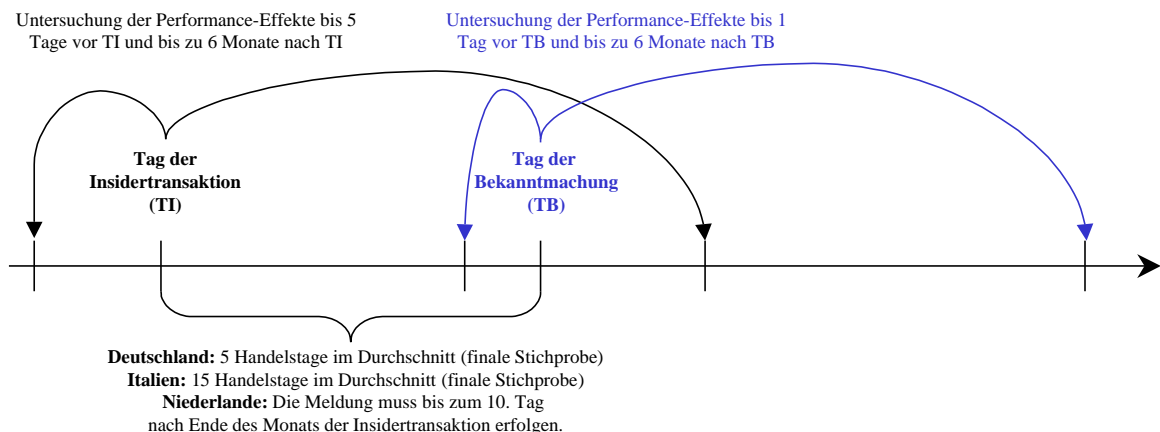 Untersuchung der Performance-Effekte bis 5
Tage vor TI und bis zu 6 Monate nach TI
Untersuchung der Performance-Effekte bis 1
Tag vor TB und bis zu 6 Monate nach TB
Tag der
Insidertransaktion
(TI)
Tag der
Bekanntmachung
(TB)
Deutschland: 5 Handelstage im Durchschnitt (finale Stichprobe)
Italien: 15 Handelstage im Durchschnitt (finale Stichprobe)
Niederlande: Die Meldung muss bis zum 10. Tag
nach Ende des Monats der Insidertransaktion erfolgen.